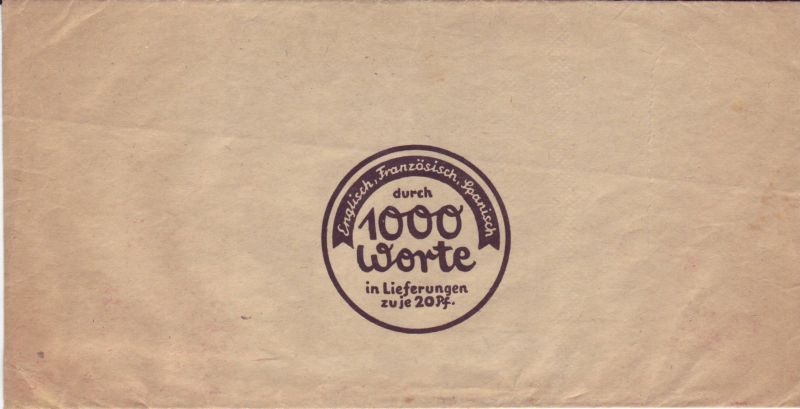 Englisch, Französisch, Spanisch
durch
1000
Worte
in Lieferungen
zu je 20 Pf.